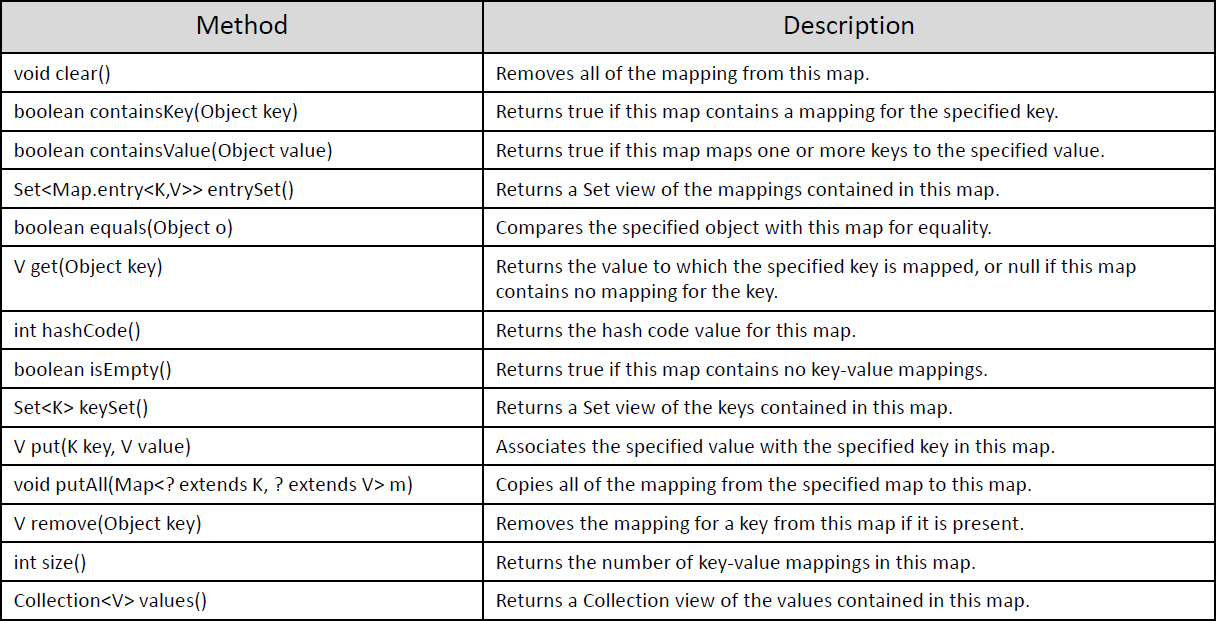 Method Description
void clear() Removes all of the mapping from this map.
boolean containsKey(Object key) Returns true if this map contains a mapping for the specified key.
boolean containsValue(Object value) Returns true if this map maps one or more keys to the specified value.
Set<Map.entry<K,V>> entrySet() Returns a Set view of the mappings contained in this map.
boolean equals(Object o) Compares the specified object with this map for equality.
V get(Object key) Returns the value to which the specified key is mapped, or null if this map
contains no mapping for the key.
int hashCode() Returns the hash code value for this map.
boolean isEmpty() Returns true if this map contains no key-value mappings.
Set<K> keySet() Returns a Set view of the keys contained in this map.
V put(K key, V value) Associates the specified value with the specified key in this map.
void putAll(Map<? extends K, ? extends V> m) Copies all of the mapping from the specified map to this map.
V remove(Object key) Removes the mapping for a key from this map if it is present.
int size() Returns the number of key-value mappings in this map.
Collection<V> values() Returns a Collection view of the values contained in this map.